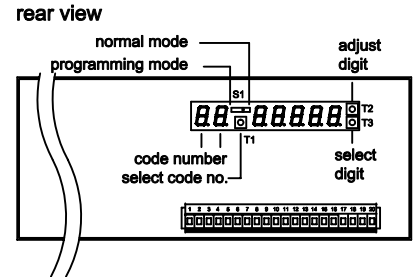 rear view
normal mode
adjust digit
programming mode
S1
88 88888
T2
T3
T1
code number
select code no.
select digit
1 2 3 4 5 6 7 8 9 10 11 12 13 14 15 16 17 18 19 20